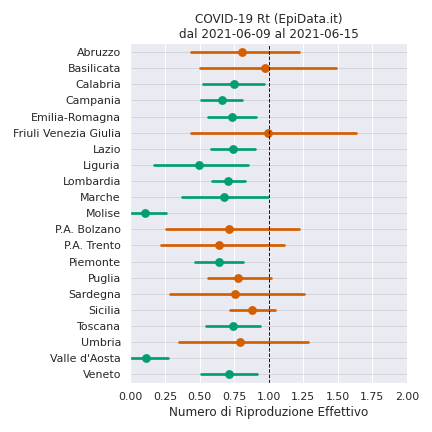 COVID-19 Rt (EpiData.it)
dal 2021-06-09 al 2021-06-15
Abruzzo
Basilicata
Calabria
Campania
Emilia-Romagna
Friuli Venezia Giulia
Lazio
Liguria
Lombardia
Marche
Molise
P.A. Bolzano
P.A. Trento
Piemonte
Puglia
Sardegna
Sicilia
Toscana
Umbria
Valle d'Aosta
Veneto
0.00 0.25 0.50 0.75 1.00 1.25 1.50 1.75 2.00
Numero di Riproduzione Effettivo